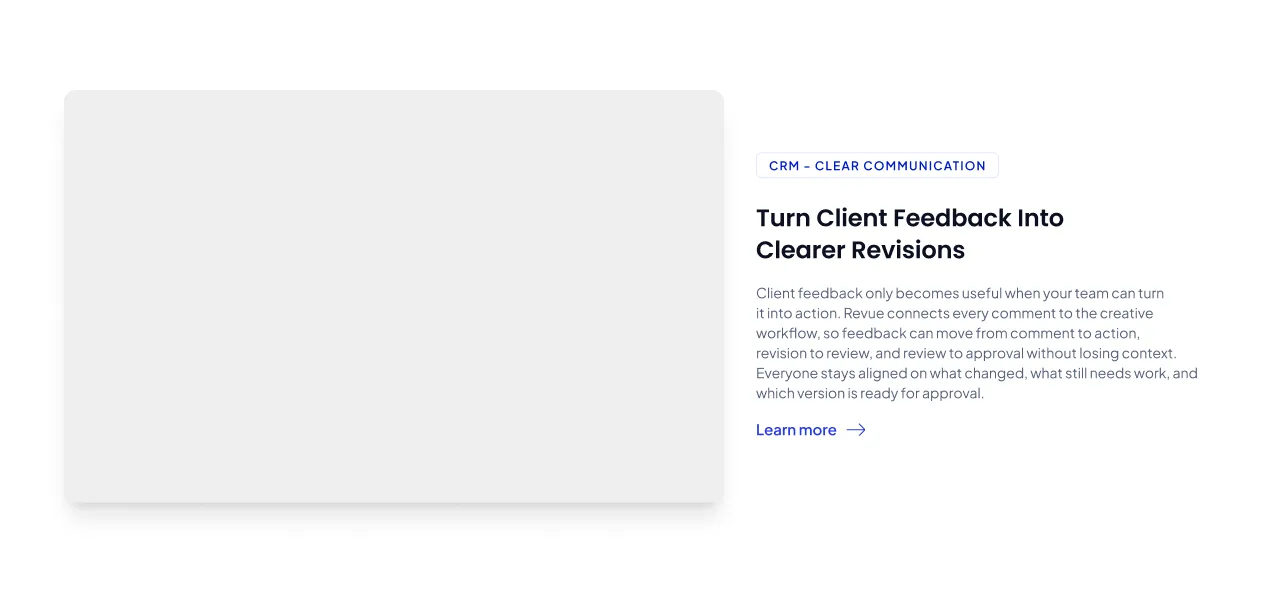 CRM – CLEAR COMMUNICATION
Turn Client Feedback Into
Clearer Revisions
Client feedback only becomes useful when your team can turn
it into action. Revue connects every comment to the creative
workflow, so feedback can move from comment to action,
revision to review, and review to approval without losing context.
Everyone stays aligned on what changed, what still needs work, and
which version is ready for approval.
Learn more